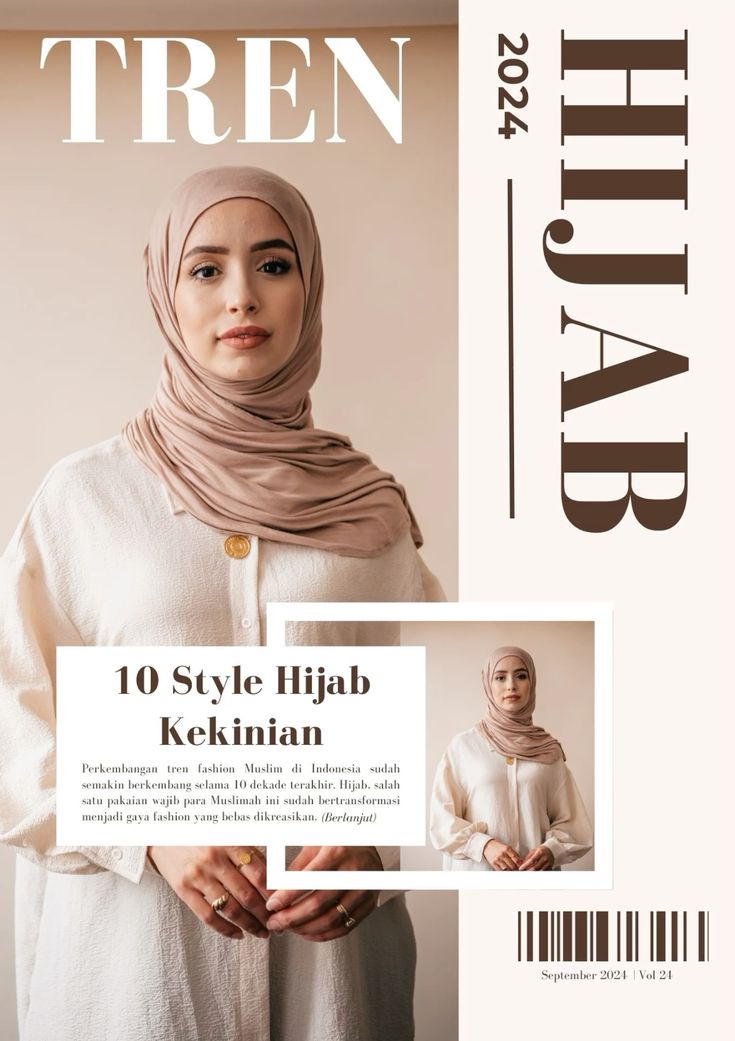 TREN
HIJAB
2024
10 Style Hijab
Kekinian
Perkembangan tren fashion Muslim di Indonesia sudah
semakin berkembang selama 10 dekade terakhir. Hijab. salah
satu pakaian wajib para Muslimah ini sudah bertransformasi
menjadi gaya fashion yang bebas dikreasikan. (Berlanjut)
September 2024 | Vol 24